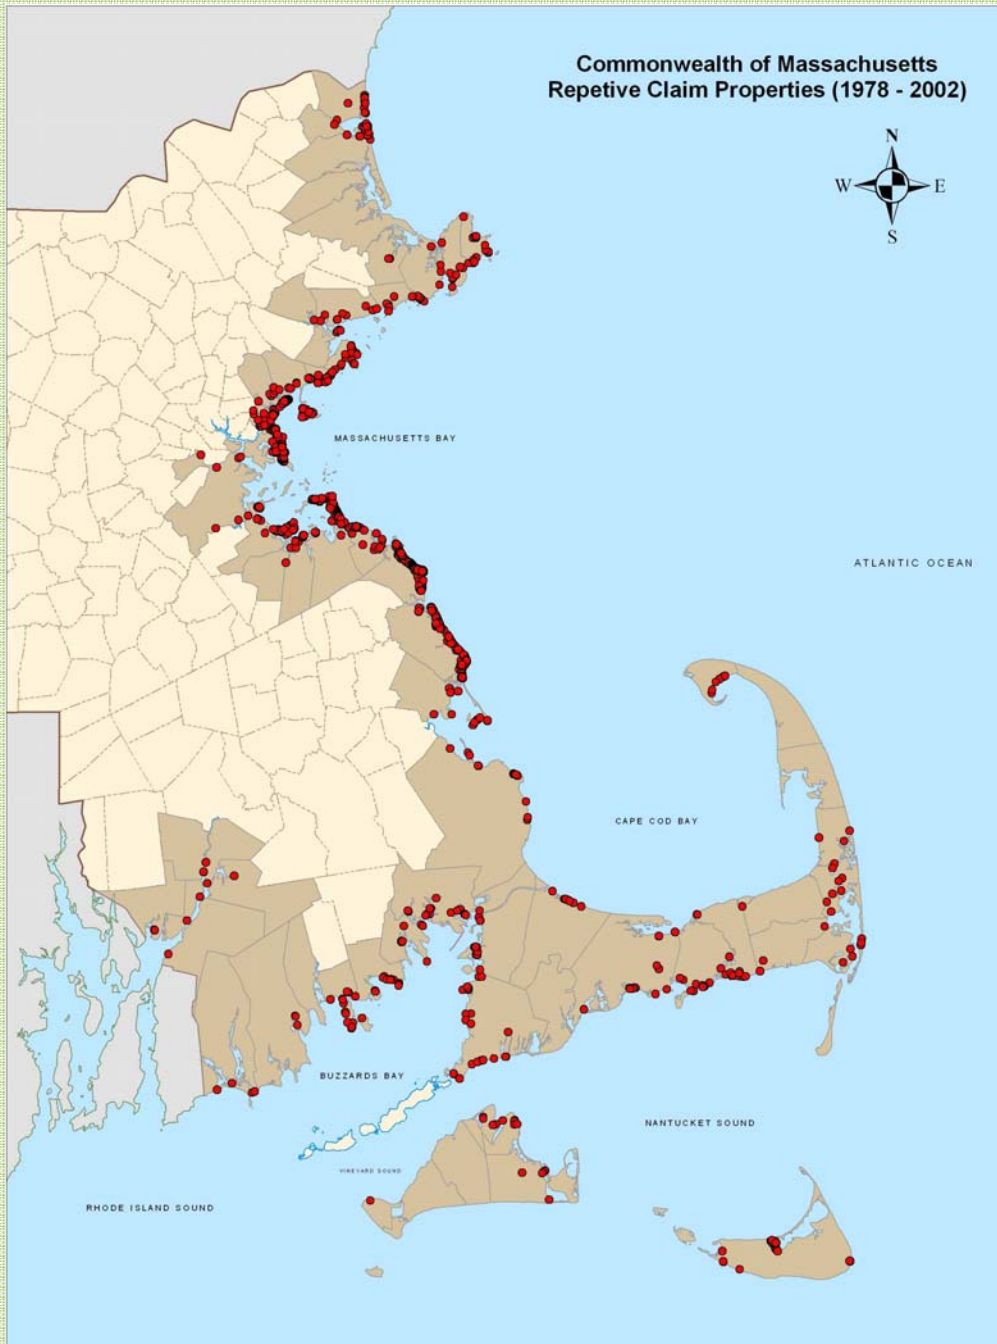 Commonwealth of Massachusetts
Repetive Claim Properties (1978 - 2002)
N
W E
S
MASSACHUSETTS BAY
ATLANTIC OCEAN
CAPE COD BAY
BUZZARDS BAY
NANTUCKET SOUND
VINEYARD SOUND
RHODE ISLAND SOUND